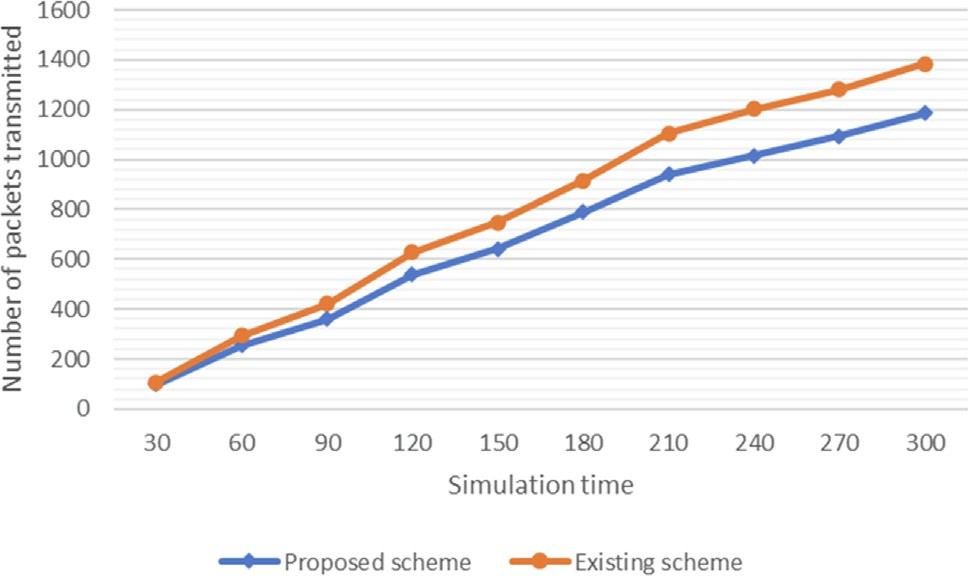 Number of packets transmitted
1600
1400
1200
1000
800
600
400
200
0
30 60 90 120 150 180 210 240 270 300
Simulation time
Proposed scheme Existing scheme